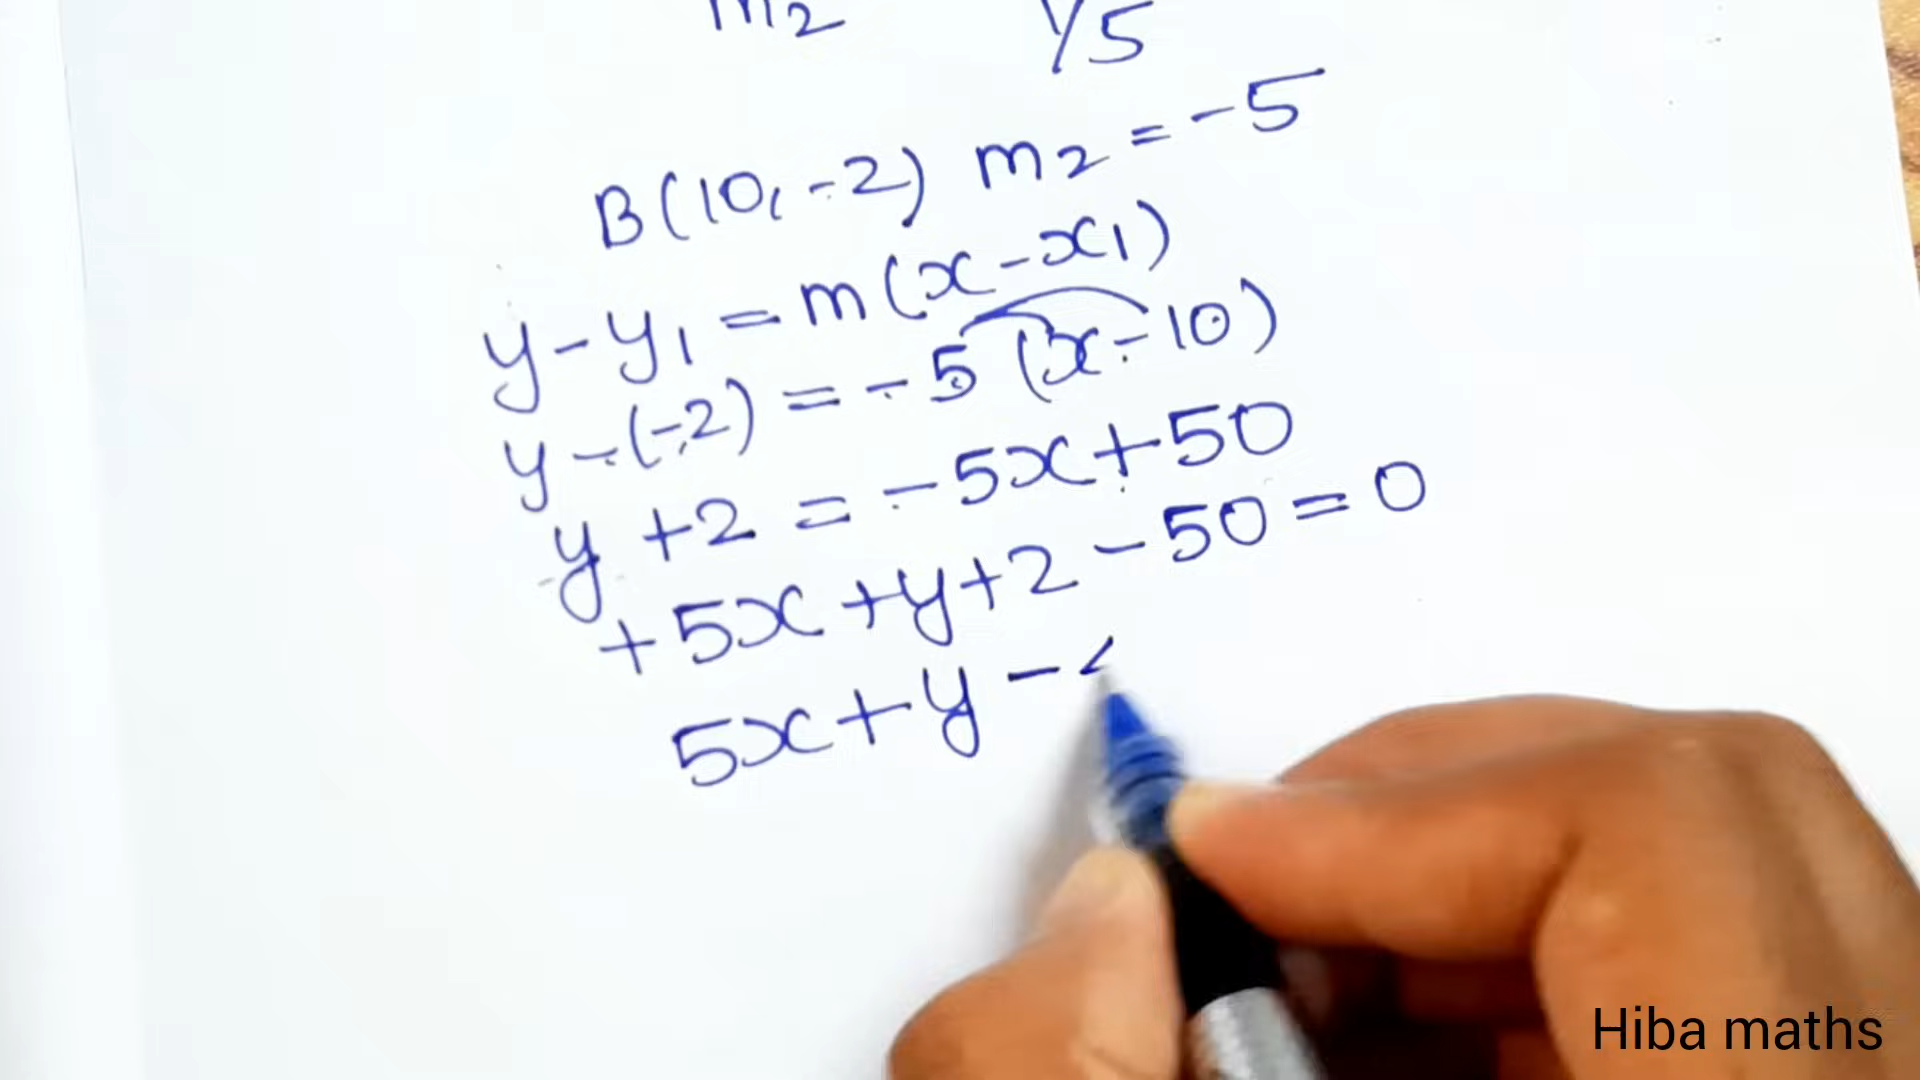 m2 1/5
B(10, -2) m2 = -5
y - y1 = m(x - x1)
y - (-2) = -5 (x - 10)
y + 2 = -5x + 50
+5x + y + 2 - 50 = 0
5x + y - 4
Hiba maths